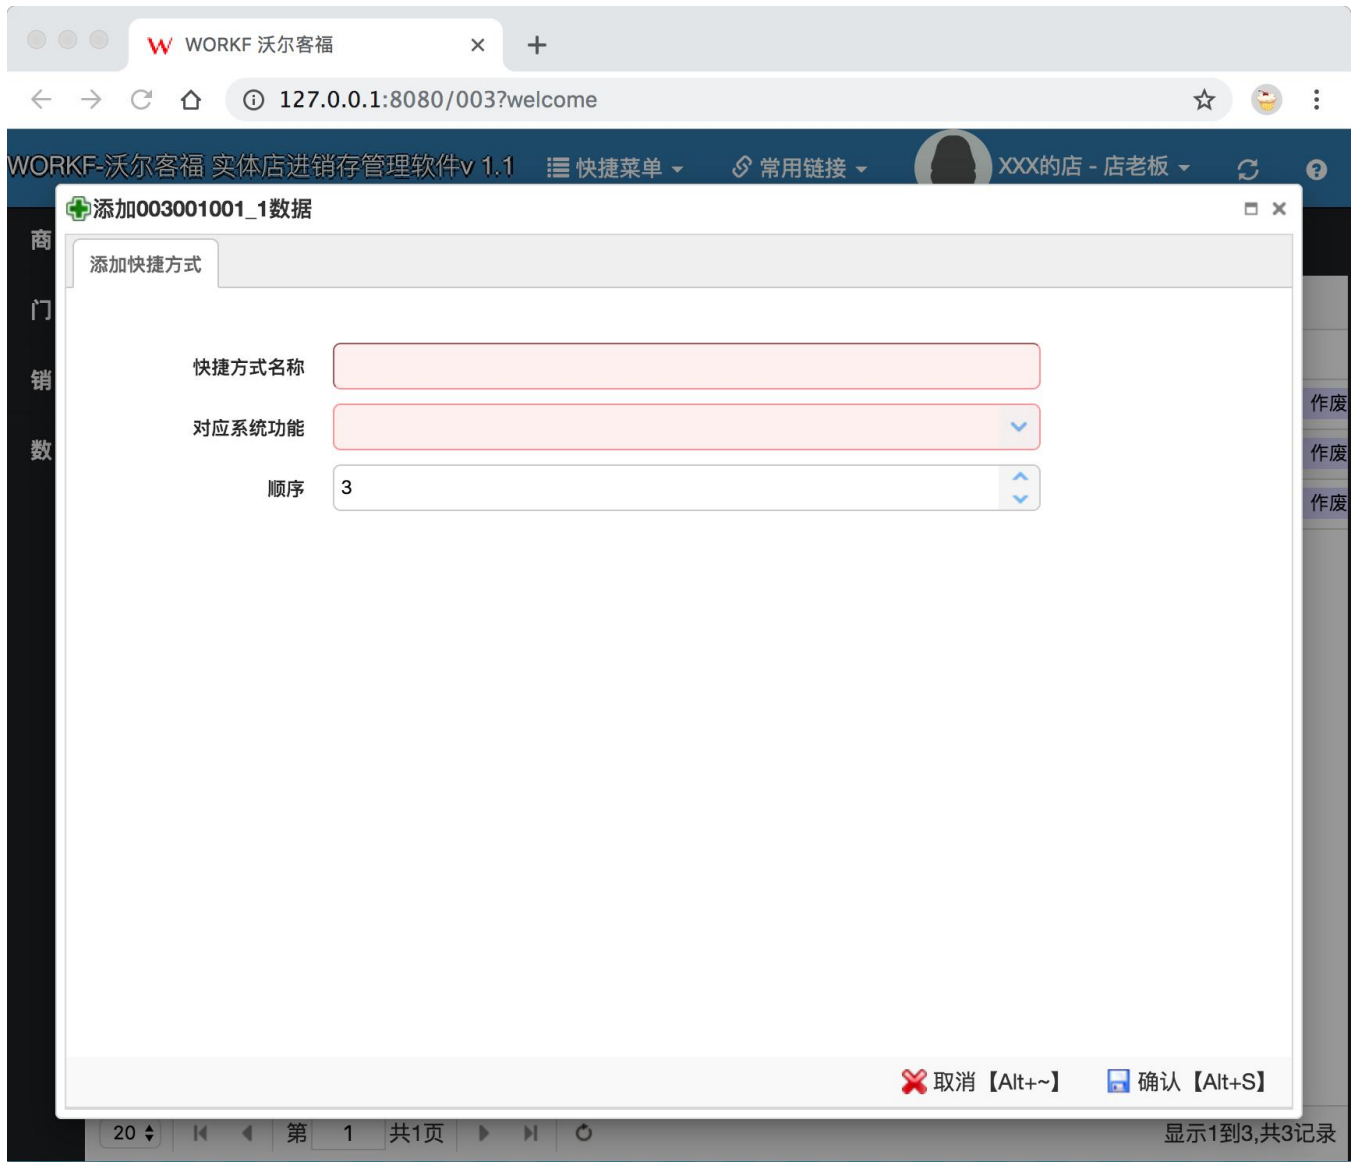 WORKF 沃尔客福
127.0.0.1:8080/003?welcome
WORKF-沃尔客福 实体店进销存管理软件v 1.1 快捷菜单 常用链接 XXX的店 - 店老板
添加003001001_1数据
商
添加快捷方式
门
快捷方式名称
销
作废
对应系统功能
数
作废
顺序 3
作废
取消【Alt+~】 确认【Alt+S】
20 第 1 共1页 显示1到3,共3记录